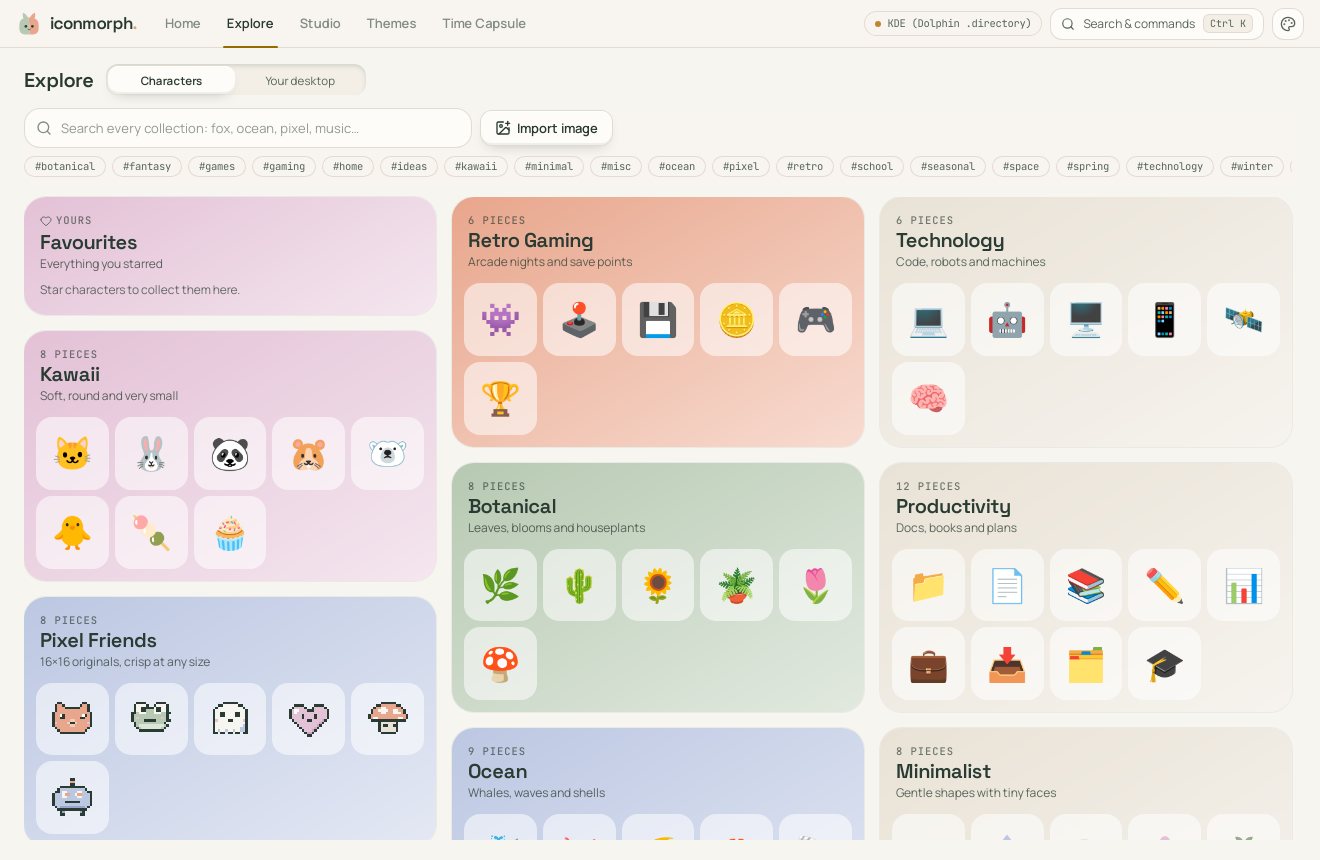 iconmorph.
Home
Explore
Studio
Themes
Time Capsule
KDE (Dolphin .directory)
Search & commands
Ctrl K
Explore
Characters
Your desktop
Search every collection: fox, ocean, pixel, music…
Import image
#botanical
#fantasy
#games
#gaming
#home
#ideas
#kawaii
#minimal
#misc
#ocean
#pixel
#retro
#school
#seasonal
#space
#spring
#technology
#winter
YOURS
Favourites
Everything you starred
Star characters to collect them here.
8 PIECES
Kawaii
Soft, round and very small
8 PIECES
Pixel Friends
16×16 originals, crisp at any size
6 PIECES
Retro Gaming
Arcade nights and save points
8 PIECES
Botanical
Leaves, blooms and houseplants
9 PIECES
Ocean
Whales, waves and shells
6 PIECES
Technology
Code, robots and machines
12 PIECES
Productivity
Docs, books and plans
8 PIECES
Minimalist
Gentle shapes with tiny faces